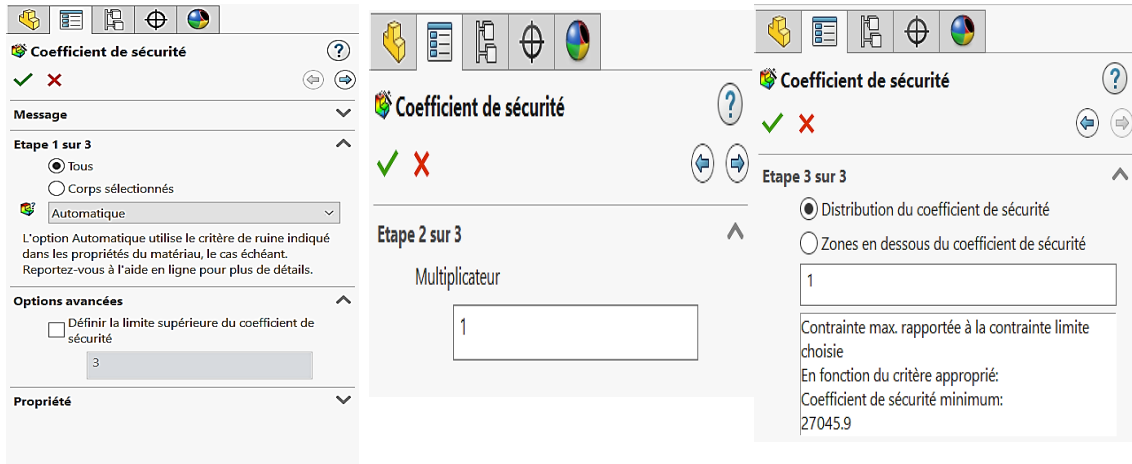 Coefficient de sécurité
?
Message
Etape 1 sur 3
Tous
Corps sélectionnés
Automatique
L'option Automatique utilise le critère de ruine indiqué
dans les propriétés du matériau, le cas échéant.
Reportez-vous à l'aide en ligne pour plus de détails.
Options avancées
Définir la limite supérieure du coefficient de
sécurité
3
Propriété
Coefficient de sécurité
?
Etape 2 sur 3
Multiplicateur
1
Coefficient de sécurité
?
Etape 3 sur 3
Distribution du coefficient de sécurité
Zones en dessous du coefficient de sécurité
1
Contrainte max. rapportée à la contrainte limite
choisie
En fonction du critère approprié:
Coefficient de sécurité minimum:
27045.9